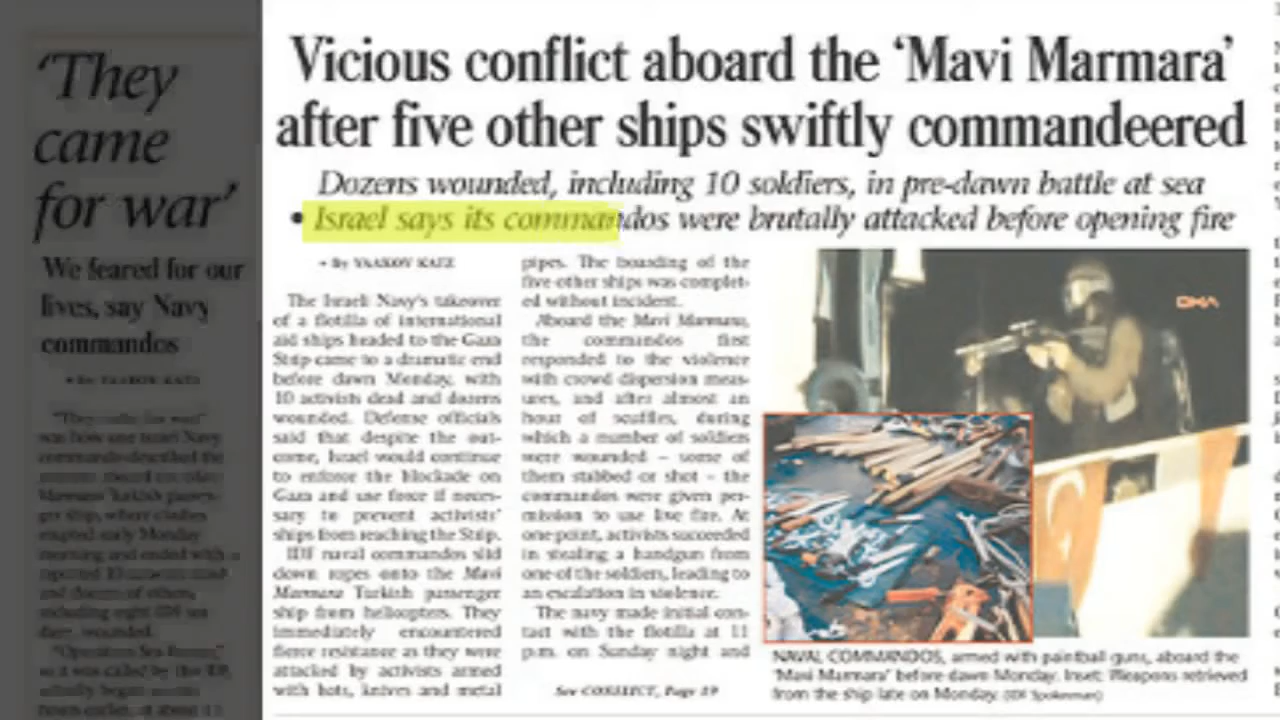 ‘They
came
for war’
We feared for our
lives, say Navy
commandos
• By YAAKOV KATZ
Vicious conflict aboard the ‘Mavi Marmara’
after five other ships swiftly commandeered
Dozens wounded, including 10 soldiers, in pre-dawn battle at sea
• Israel says its commandos were brutally attacked before opening fire
• By YAAKOV KATZ
The Israeli Navy's takeover
of a flotilla of international
aid ships headed to the Gaza
Strip came to a dramatic end
before dawn Monday, with
10 activists dead and dozens
wounded. Defense officials
said that despite the out-
come, Israel would continue
to enforce the blockade on
Gaza and use force if neces-
sary to prevent activists'
ships from reaching the Strip.
IDF naval commandos slid
down ropes onto the Mavi
Marmara Turkish passenger
ship from helicopters. They
immediately encountered
fierce resistance as they were
attacked by activists armed
with bats, knives and metal
pipes. The boarding of the
five other ships was complet-
ed without incident.
Aboard the Mavi Marmara,
the commandos first
responded to the violence
with crowd dispersion meas-
ures, and after almost an
hour of scuffles, during
which a number of soldiers
were wounded – some of
them stabbed or shot – the
commandos were given per-
mission to use live fire. At
one point, activists succeeded
in stealing a handgun from
one of the soldiers, leading to
an escalation in violence.
The navy made initial con-
tact with the flotilla at 11
p.m. on Sunday night and
See CONFLICT, Page 19
DHA
NAVAL COMMANDOS, armed with paintball guns, aboard the
‘Mavi Marmara’ before dawn Monday. Inset: Weapons retrieved
from the ship late on Monday. (IDF Spokesman)